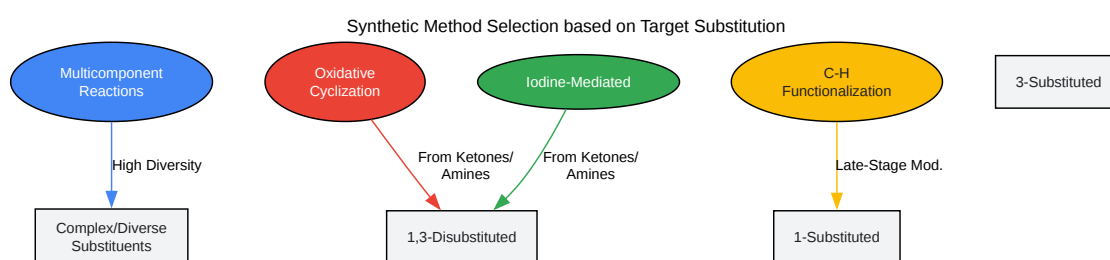 Synthetic Method Selection based on Target Substitution
Multicomponent
Reactions
Oxidative
Cyclization
Iodine-Mediated
C-H
Functionalization
3-Substituted
High Diversity
From Ketones/
Amines
From Ketones/
Amines
Late-Stage Mod.
Complex/Diverse
Substituents
1,3-Disubstituted
1-Substituted